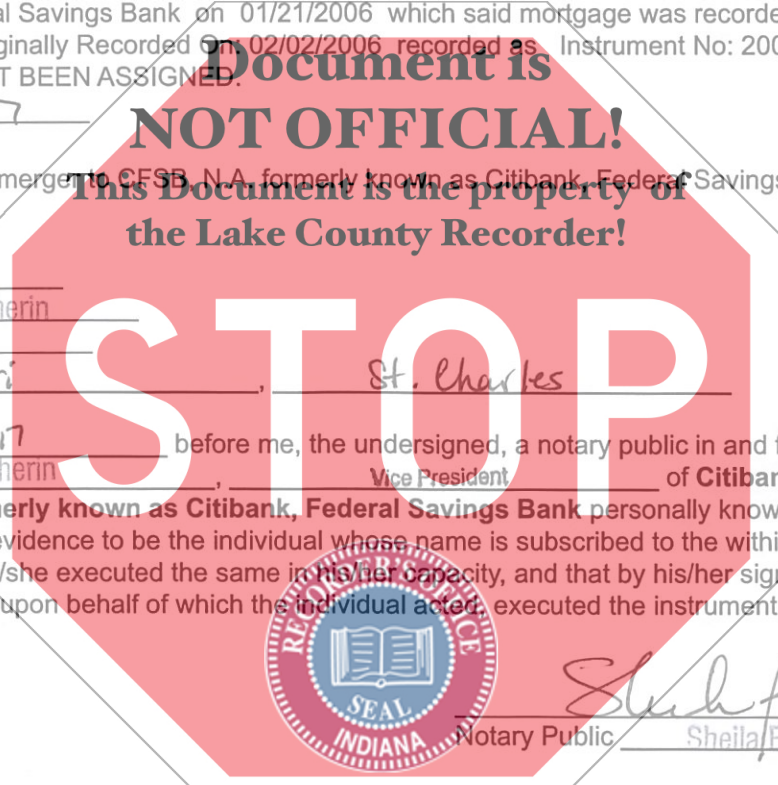 al Savings Bank on 01/21/2006 which said mortgage was recorde
ginally Recorded On: 02/02/2006 recorded as Instrument No: 200
T BEEN ASSIGNED.
Document is
NOT OFFICIAL!
merger to CFSB, N.A. formerly known as Citibank, Federal Savings
This Document is the property of
the Lake County Recorder!
herin
STOP
ri, St. Charles
17 before me, the undersigned, a notary public in and f
herin, Vice President of Citiban
erly known as Citibank, Federal Savings Bank personally know
evidence to be the individual whose name is subscribed to the withi
/she executed the same in his/her capacity, and that by his/her sign
upon behalf of which the individual acted, executed the instrument
RECORDER'S OFFICE
SEAL
INDIANA
Notary Public Sheila